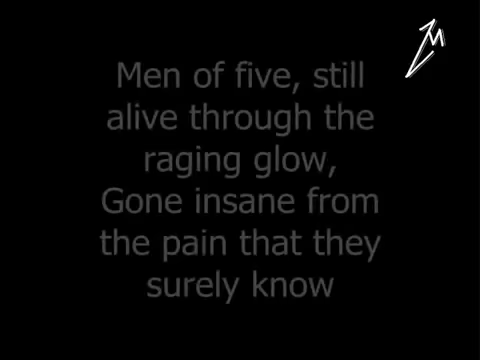 Men of five, still
alive through the
raging glow,
Gone insane from
the pain that they
surely know